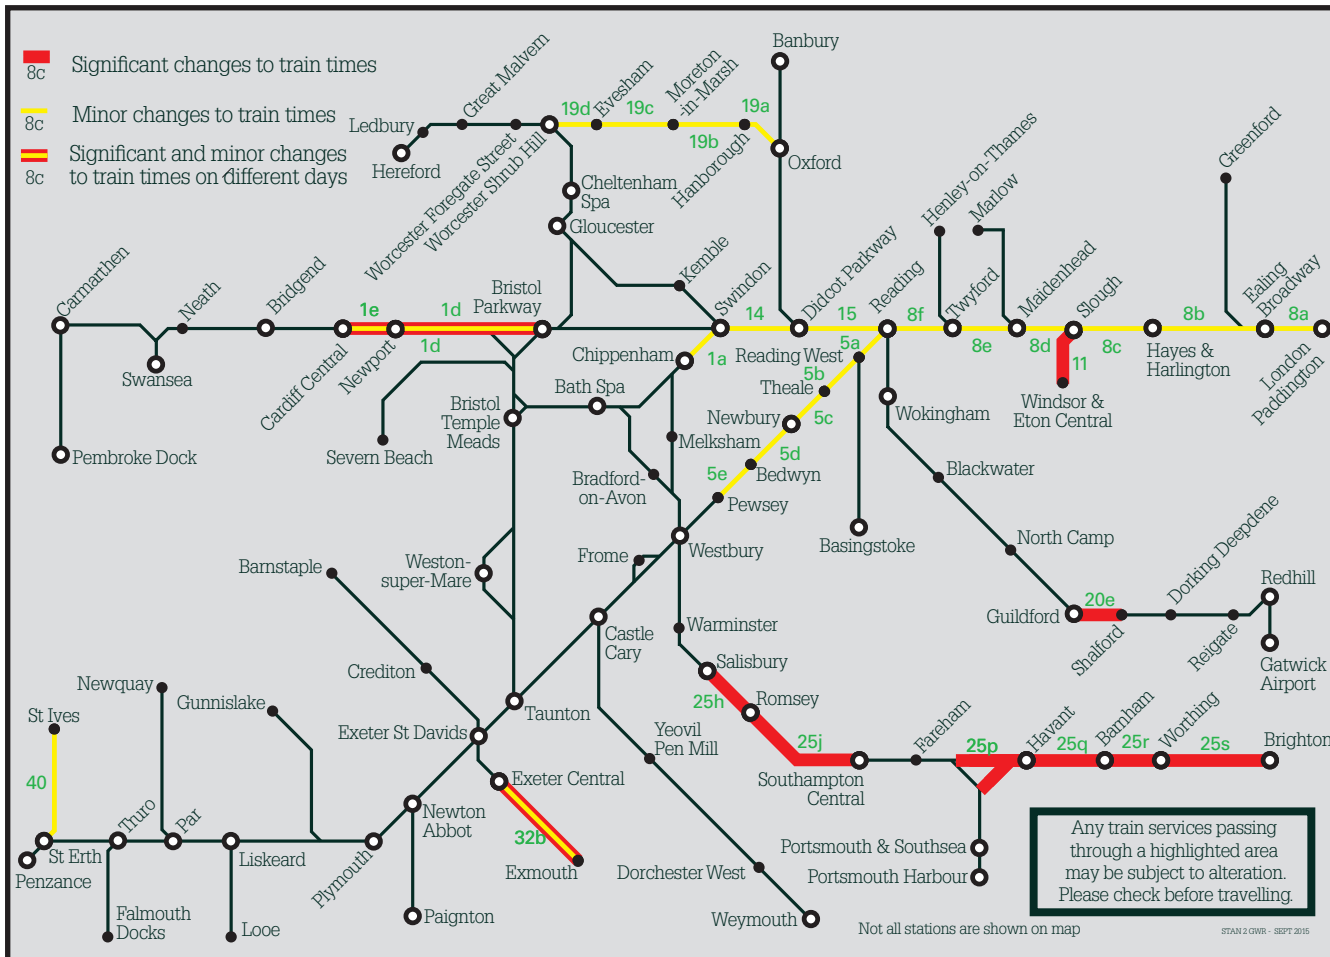 8c
Significant changes to train times
8c
Minor changes to train times
8c
Significant and minor changes
to train times on different days
Banbury
Great Malvern
Evesham
Moreton
-in-Marsh
19d
19c
19b
19a
Ledbury
Hereford
Worcester Foregate Street
Worcester Shrub Hill
Hanborough
Oxford
Henley-on-Thames
Marlow
Greenford
Cheltenham
Spa
Gloucester
Carmarthen
Neath
Bridgend
Bristol
Parkway
Kemble
Swindon
Didcot Parkway
Reading
Twyford
Maidenhead
Slough
Ealing
Broadway
1e
1d
1d
14
15
8f
8e
8d
8c
8b
8a
Swansea
Cardiff Central
Newport
Chippenham
1a
Reading West
5a
Hayes &
Harlington
London
Paddington
11
Windsor &
Eton Central
Bath Spa
Theale
5b
Wokingham
Bristol
Temple
Meads
Newbury
5c
Pembroke Dock
Severn Beach
Melksham
5d
Bedwyn
Blackwater
Bradford-
on-Avon
5e
Pewsey
Basingstoke
North Camp
Dorking Deepdene
Westbury
Frome
Barnstaple
Weston-
super-Mare
Redhill
Guildford
20e
Shalford
Reigate
Gatwick
Airport
Castle
Cary
Warminster
Salisbury
Crediton
Newquay
Gunnislake
25h
Romsey
St Ives
Taunton
Exeter St Davids
Yeovil
Pen Mill
25j
Fareham
25p
Havant
25q
Barnham
25r
Worthing
25s
Brighton
40
Exeter Central
Southampton
Central
32b
Exmouth
Newton
Abbot
Truro
Par
St Erth
Penzance
Liskeard
Plymouth
Portsmouth & Southsea
Portsmouth Harbour
Dorchester West
Weymouth
Falmouth
Docks
Looe
Paignton
Any train services passing
through a highlighted area
may be subject to alteration.
Please check before travelling.
Not all stations are shown on map
STAN 2 GWR - SEPT 2015